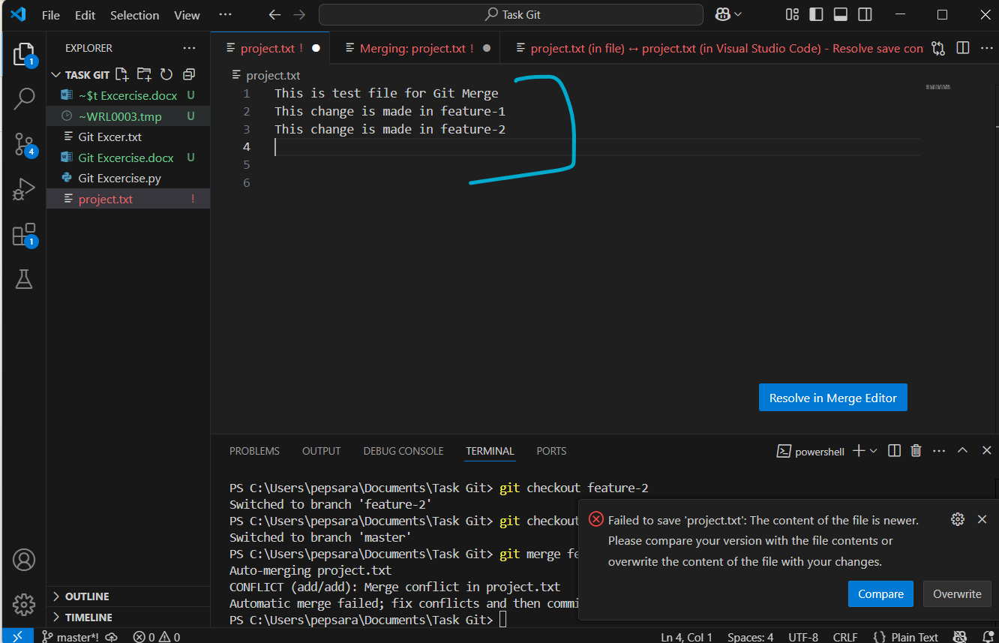 File Edit Selection View ··· Task Git
EXPLORER ···
TASK GIT
~$t Excercise.docx U
~WRL0003.tmp U
Git Excer.txt
Git Excercise.docx U
Git Excercise.py
project.txt !
OUTLINE
TIMELINE
1
4
1
project.txt ! Merging: project.txt ! project.txt (in file) ↔ project.txt (in Visual Studio Code) - Resolve save con ···
project.txt
1 This is test file for Git Merge
2 This change is made in feature-1
3 This change is made in feature-2
4
5
6
Resolve in Merge Editor
PROBLEMS OUTPUT DEBUG CONSOLE TERMINAL PORTS powershell ···
PS C:\Users\pepsara\Documents\Task Git> git checkout feature-2
Switched to branch 'feature-2'
PS C:\Users\pepsara\Documents\Task Git> git checkout
Switched to branch 'master'
PS C:\Users\pepsara\Documents\Task Git> git merge fe
Auto-merging project.txt
CONFLICT (add/add): Merge conflict in project.txt
Automatic merge failed; fix conflicts and then commi
PS C:\Users\pepsara\Documents\Task Git>
Failed to save 'project.txt': The content of the file is newer.
Please compare your version with the file contents or
overwrite the content of the file with your changes.
Compare Overwrite
master*! 0 0 Ln 4, Col 1 Spaces: 4 UTF-8 CRLF {} Plain Text